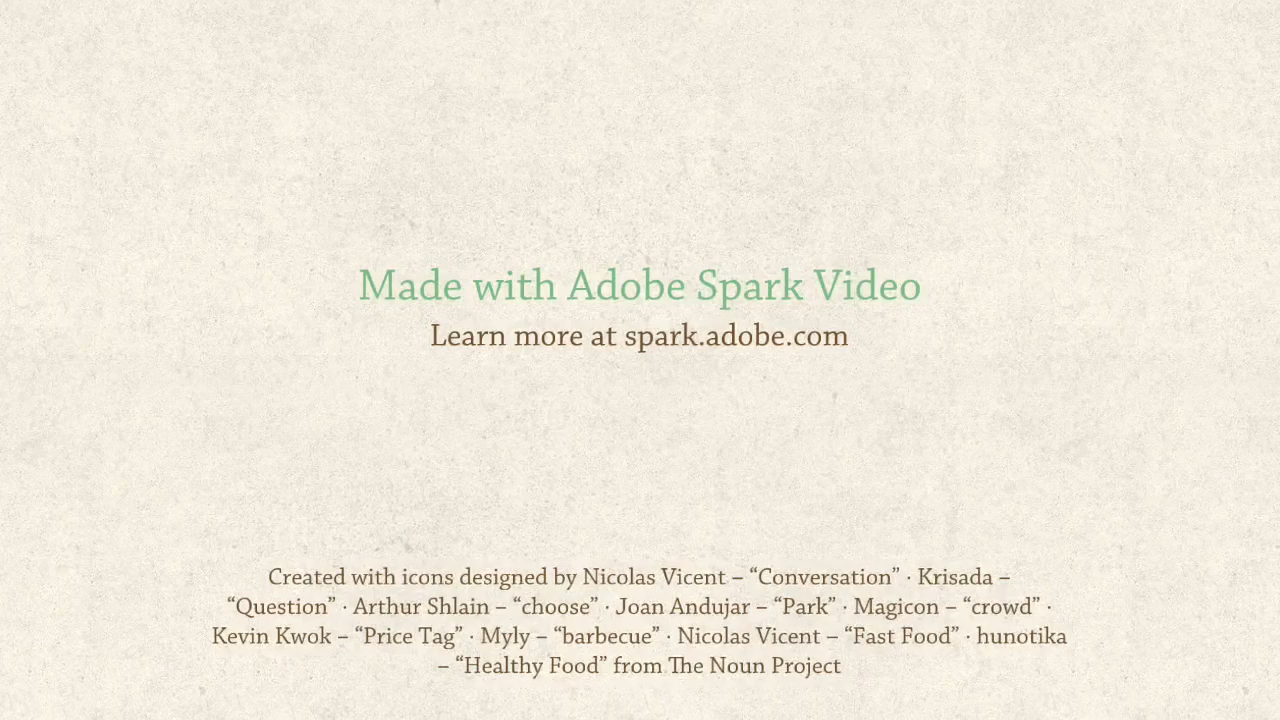 Made with Adobe Spark Video
Learn more at spark.adobe.com
Created with icons designed by Nicolas Vicent – “Conversation” · Krisada –
“Question” · Arthur Shlain – “choose” · Joan Andujar – “Park” · Magicon – “crowd” ·
Kevin Kwok – “Price Tag” · Myly – “barbecue” · Nicolas Vicent – “Fast Food” · hunotika
– “Healthy Food” from The Noun Project